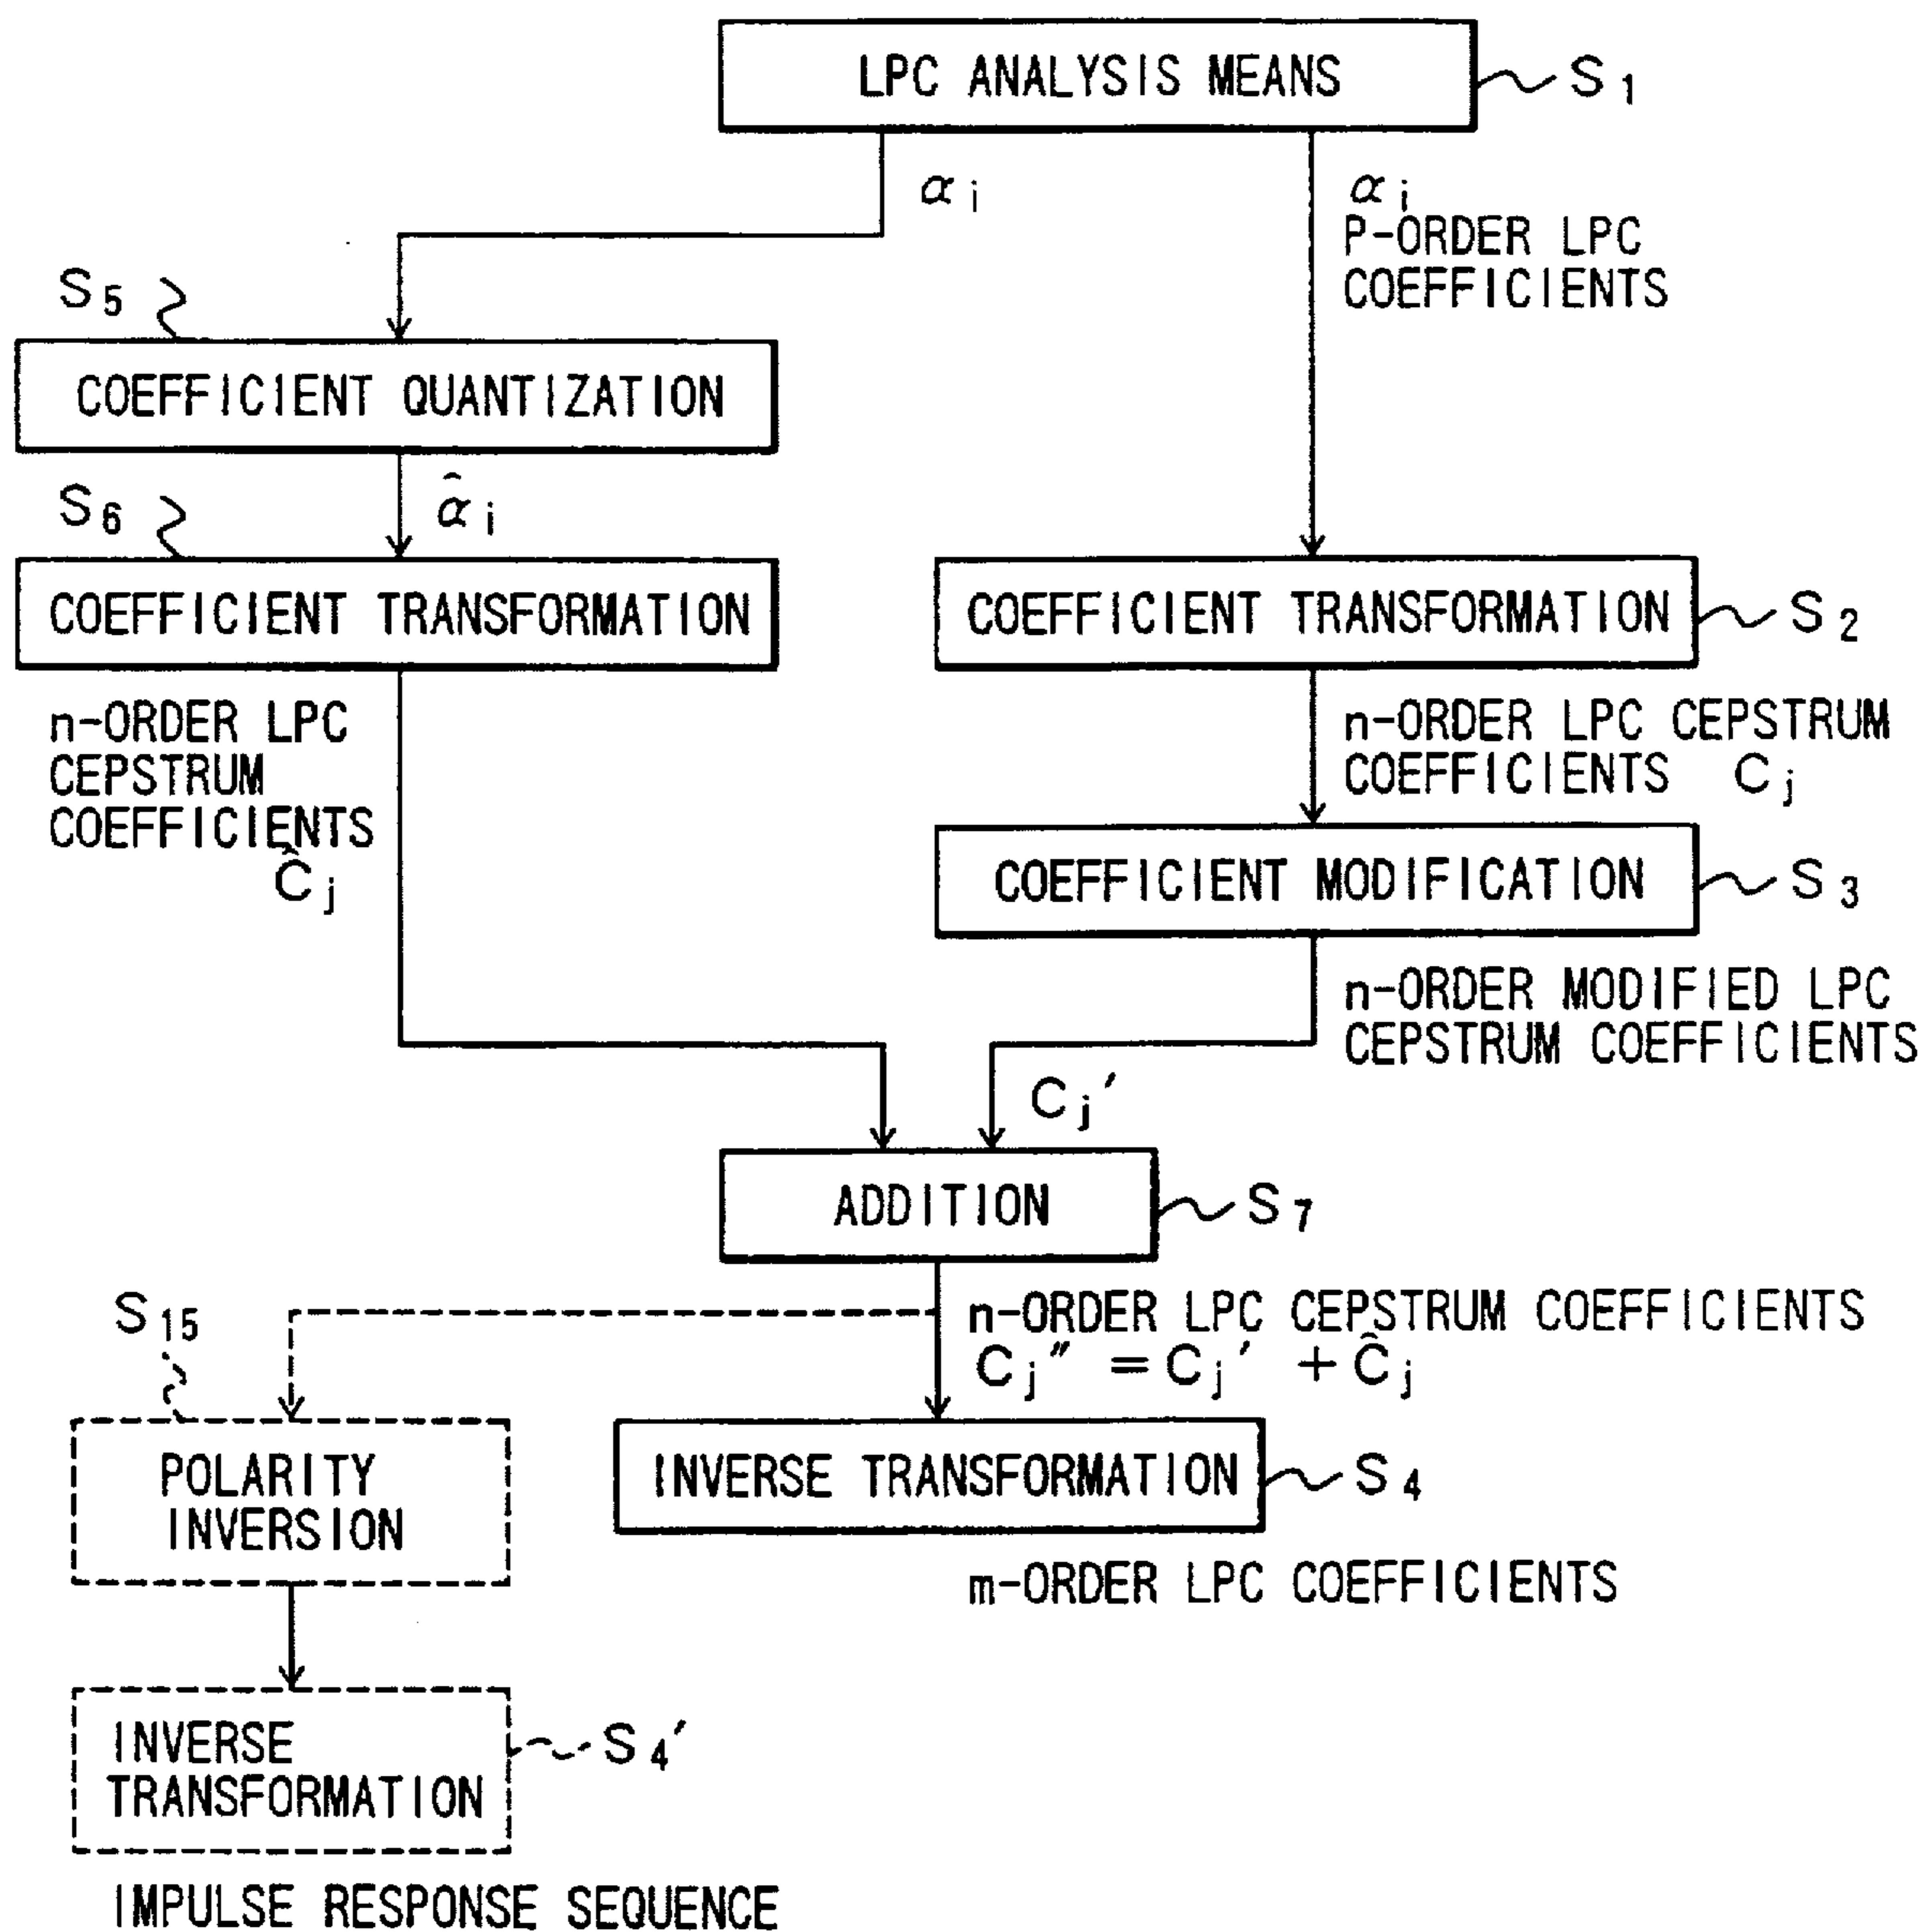 LPC ANALYSIS MEANS
S₁
αᵢ
αᵢ
P-ORDER LPC
COEFFICIENTS
S₅
COEFFICIENT QUANTIZATION
S₆
α̂ᵢ
COEFFICIENT TRANSFORMATION
COEFFICIENT TRANSFORMATION
S₂
n-ORDER LPC
CEPSTRUM
COEFFICIENTS
Ĉⱼ
n-ORDER LPC CEPSTRUM
COEFFICIENTS Cⱼ
COEFFICIENT MODIFICATION
S₃
n-ORDER MODIFIED LPC
CEPSTRUM COEFFICIENTS
Cⱼ′
ADDITION
S₇
S₁₅
n-ORDER LPC CEPSTRUM COEFFICIENTS
Cⱼ″ = Cⱼ′ + Ĉⱼ
POLARITY
INVERSION
INVERSE TRANSFORMATION
S₄
m-ORDER LPC COEFFICIENTS
INVERSE
TRANSFORMATION
S₄′
IMPULSE RESPONSE SEQUENCE